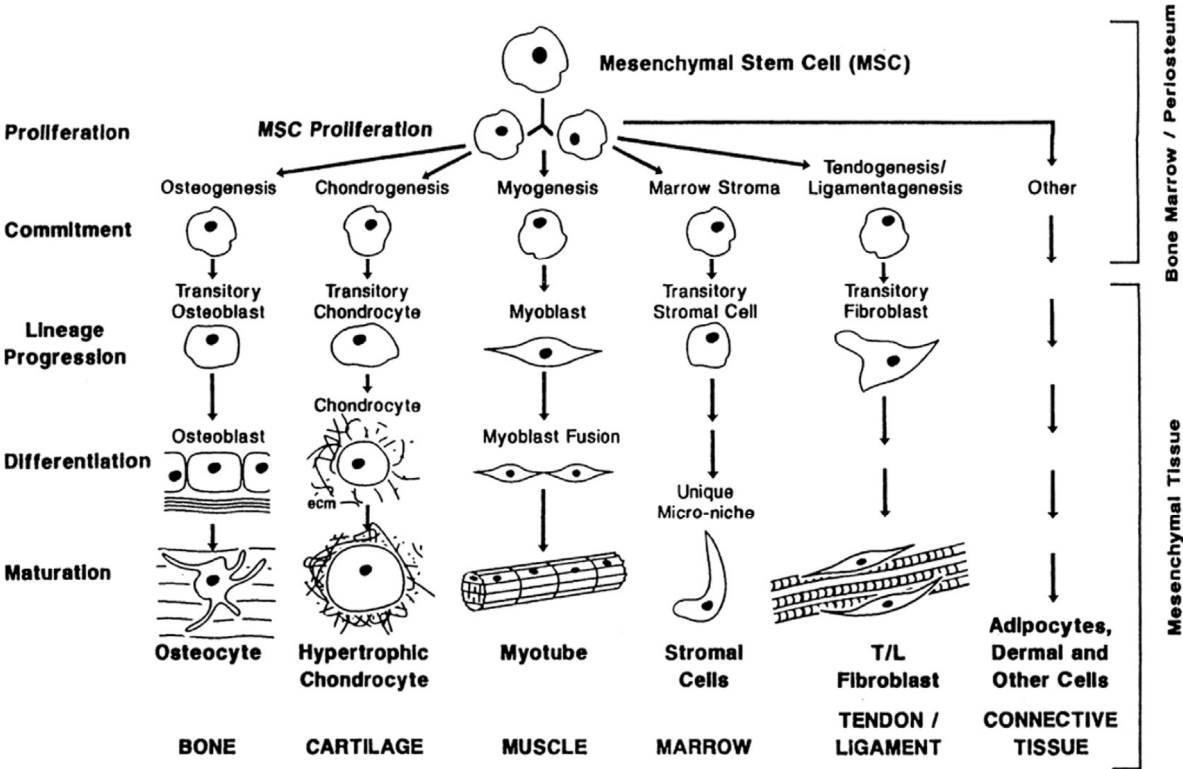 Mesenchymal Stem Cell (MSC)
Proliferation
MSC Proliferation
Osteogenesis
Chondrogenesis
Myogenesis
Marrow Stroma
Tendogenesis/
Ligamentagenesis
Other
Commitment
Transitory
Osteoblast
Transitory
Chondrocyte
Myoblast
Transitory
Stromal Cell
Transitory
Fibroblast
Lineage
Progression
Chondrocyte
Osteoblast
Myoblast Fusion
Differentiation
ecm
Unique
Micro-niche
Maturation
Osteocyte
Hypertrophic
Chondrocyte
Myotube
Stromal
Cells
T/L
Fibroblast
Adipocytes,
Dermal and
Other Cells
BONE
CARTILAGE
MUSCLE
MARROW
TENDON /
LIGAMENT
CONNECTIVE
TISSUE
Bone Marrow / Periosteum
Mesenchymal Tissue